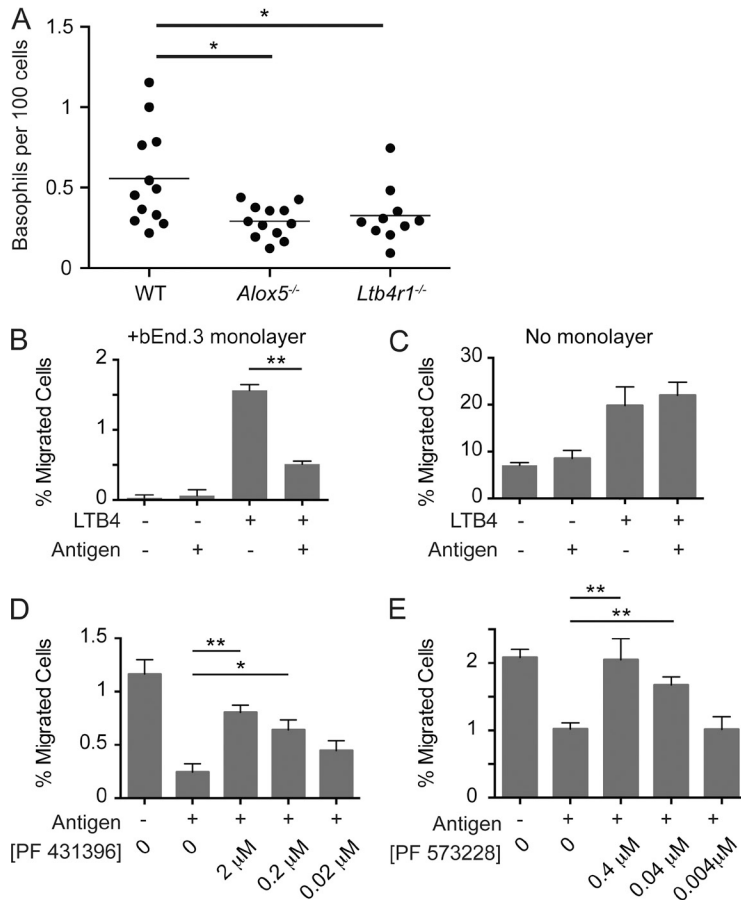 A
Basophils per 100 cells
1.5
1
0.5
0
*
*
WT
Alox5-/-
Ltb4r1-/-
B
+bEnd.3 monolayer
% Migrated Cells
2
1
0
**
LTB4 - - + +
Antigen - + - +
C
No monolayer
% Migrated Cells
30
20
10
0
LTB4 - - + +
Antigen - + - +
D
% Migrated Cells
1.5
1
0.5
0
**
*
Antigen - + + + +
[PF 431396] 0 0 2 µM 0.2 µM 0.02 µM
E
% Migrated Cells
2
1
0
**
**
Antigen - + + + +
[PF 573228] 0 0 0.4 µM 0.04 µM 0.004µM